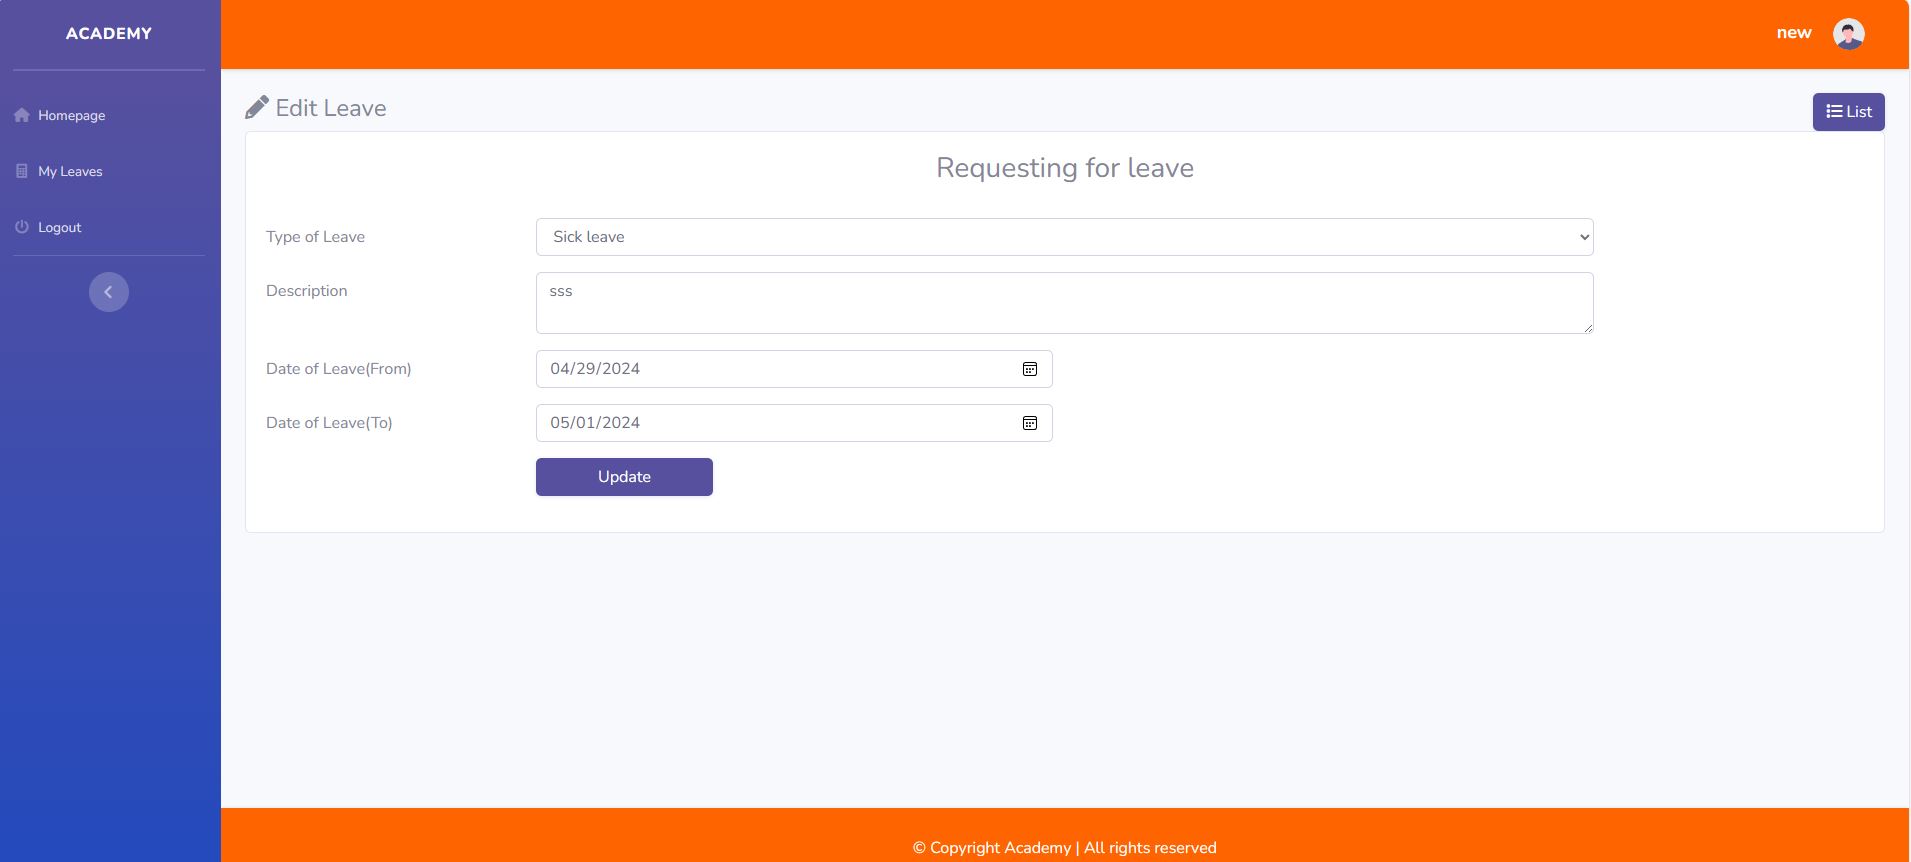 ACADEMY
new
Homepage
My Leaves
Logout
Edit Leave
List
Requesting for leave
Type of Leave
Sick leave
Description
sss
Date of Leave(From)
04/29/2024
Date of Leave(To)
05/01/2024
Update
© Copyright Academy | All rights reserved